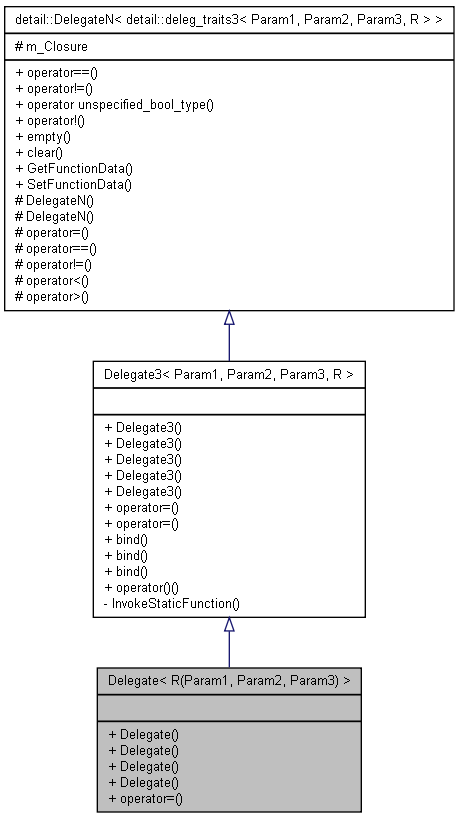 detail::DelegateN< detail::deleg_traits3< Param1, Param2, Param3, R > >
# m_Closure
+ operator==()
+ operator!=()
+ operator unspecified_bool_type()
+ operator!()
+ empty()
+ clear()
+ GetFunctionData()
+ SetFunctionData()
# DelegateN()
# DelegateN()
# operator=()
# operator==()
# operator!=()
# operator<()
# operator>()
Delegate3< Param1, Param2, Param3, R >
+ Delegate3()
+ Delegate3()
+ Delegate3()
+ Delegate3()
+ Delegate3()
+ operator=()
+ operator=()
+ bind()
+ bind()
+ bind()
+ operator()()
- InvokeStaticFunction()
Delegate< R(Param1, Param2, Param3) >
+ Delegate()
+ Delegate()
+ Delegate()
+ Delegate()
+ operator=()